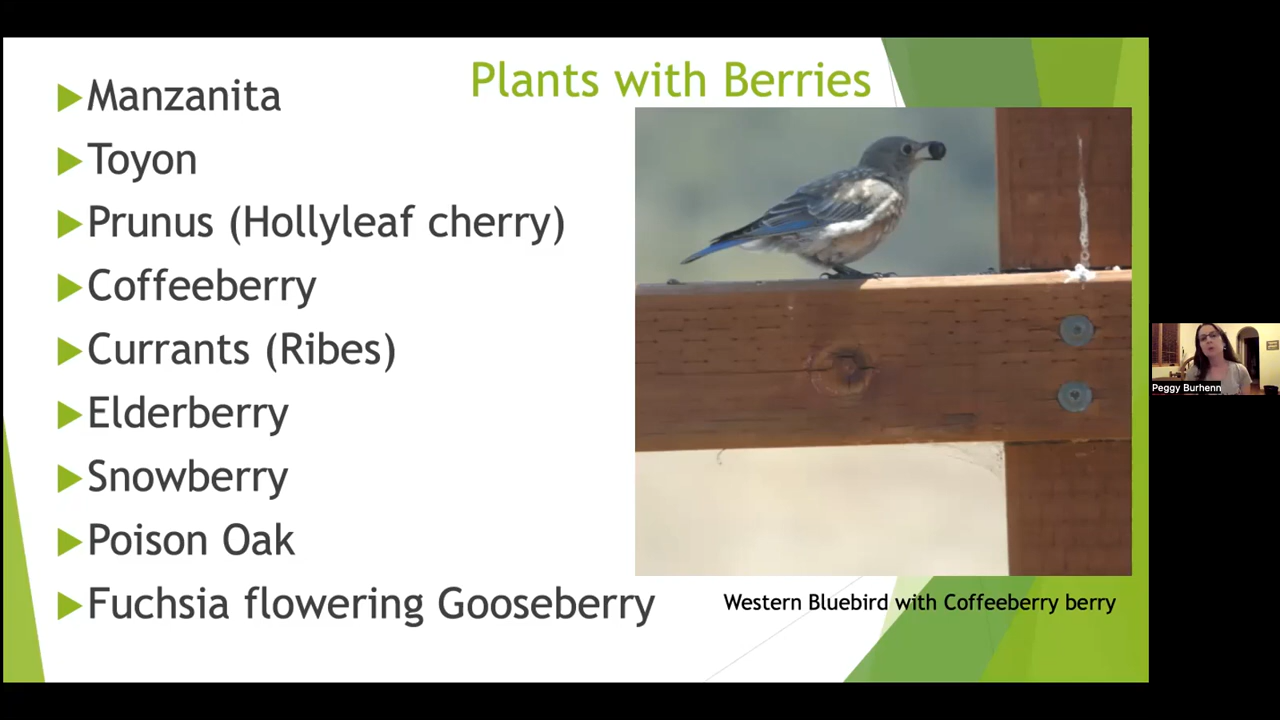 Plants with Berries
Manzanita
Toyon
Prunus (Hollyleaf cherry)
Coffeeberry
Currants (Ribes)
Elderberry
Snowberry
Poison Oak
Fuchsia flowering Gooseberry
Western Bluebird with Coffeeberry berry
Peggy Burhenn